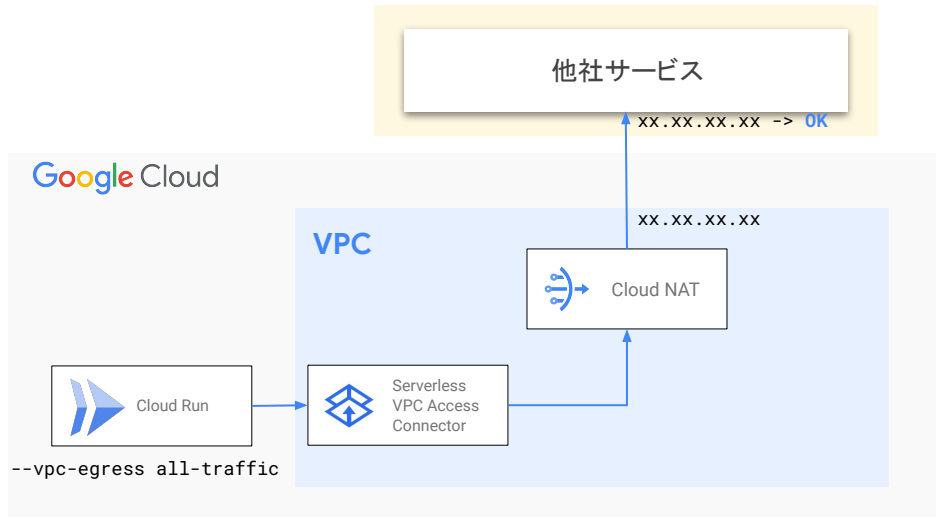 他社サービス
xx.xx.xx.xx -> OK
Google Cloud
xx.xx.xx.xx
VPC
Cloud NAT
Cloud Run
Serverless
VPC Access
Connector
--vpc-egress all-traffic